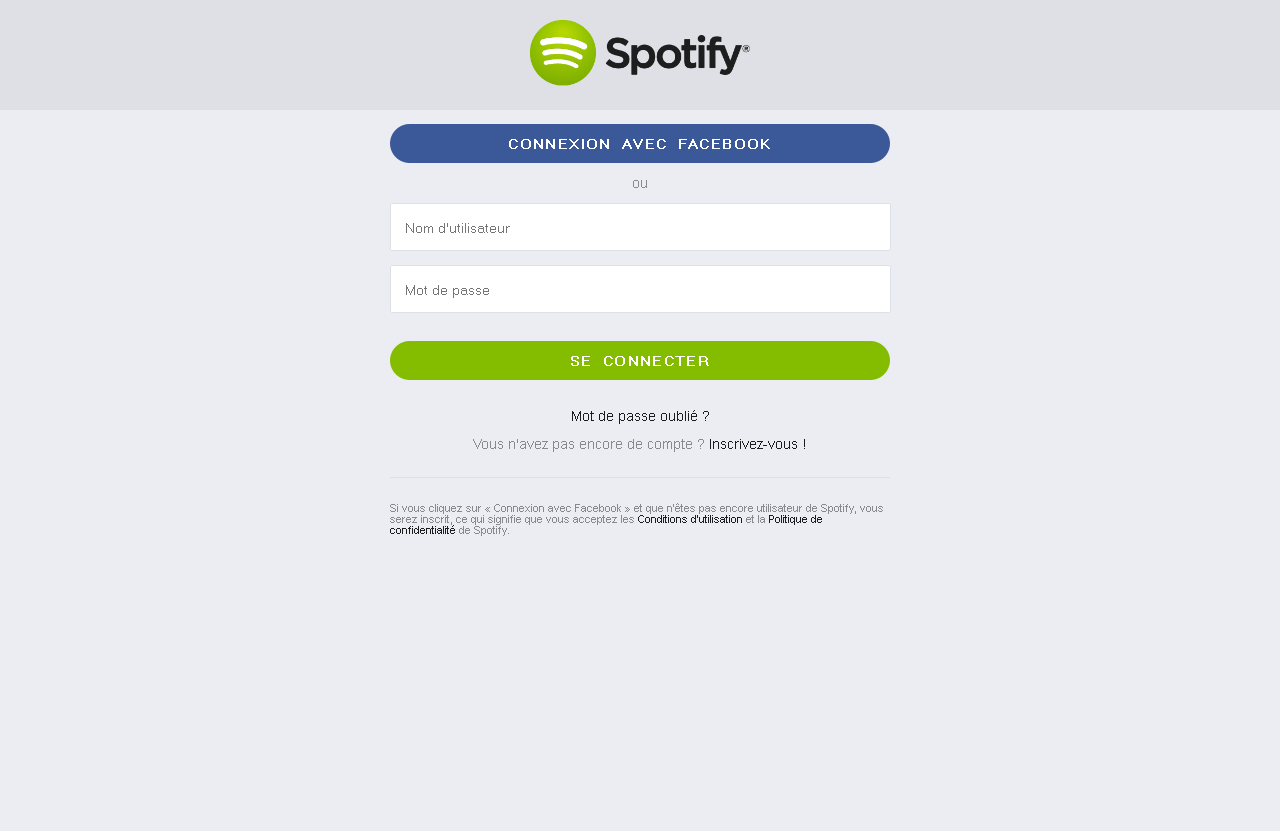 Spotify®
CONNEXION AVEC FACEBOOK
ou
Nom d'utilisateur
Mot de passe
SE CONNECTER
Mot de passe oublié ?
Vous n'avez pas encore de compte ? Inscrivez-vous !
Si vous cliquez sur « Connexion avec Facebook » et que n'êtes pas encore utilisateur de Spotify, vous
serez inscrit, ce qui signifie que vous acceptez les Conditions d'utilisation et la Politique de
confidentialité de Spotify.